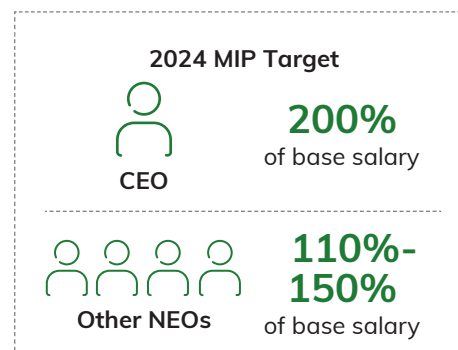 2024 MIP Target
CEO
200%
of base salary
Other NEOs
110%-
150%
of base salary